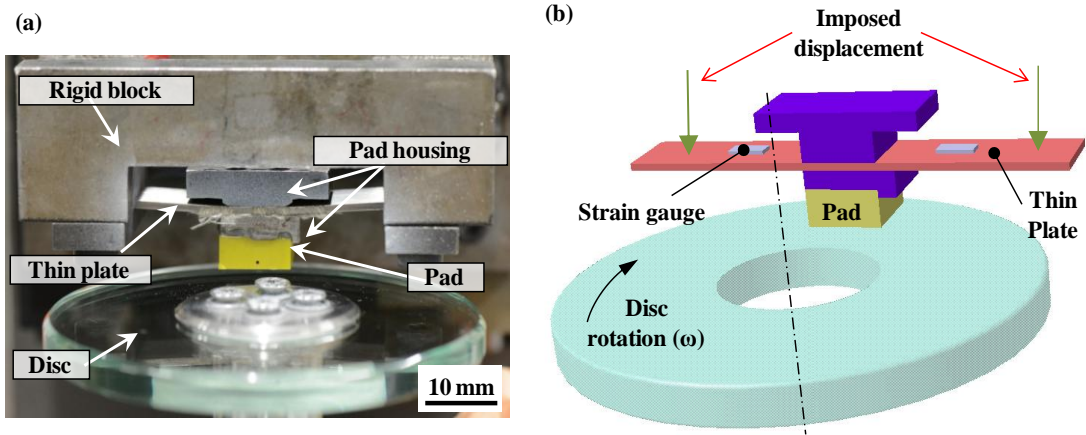 (a)
Rigid block
Pad housing
Thin plate
Pad
Disc
10 mm
(b)
Imposed
displacement
Strain gauge
Pad
Thin
Plate
Disc
rotation (ω)